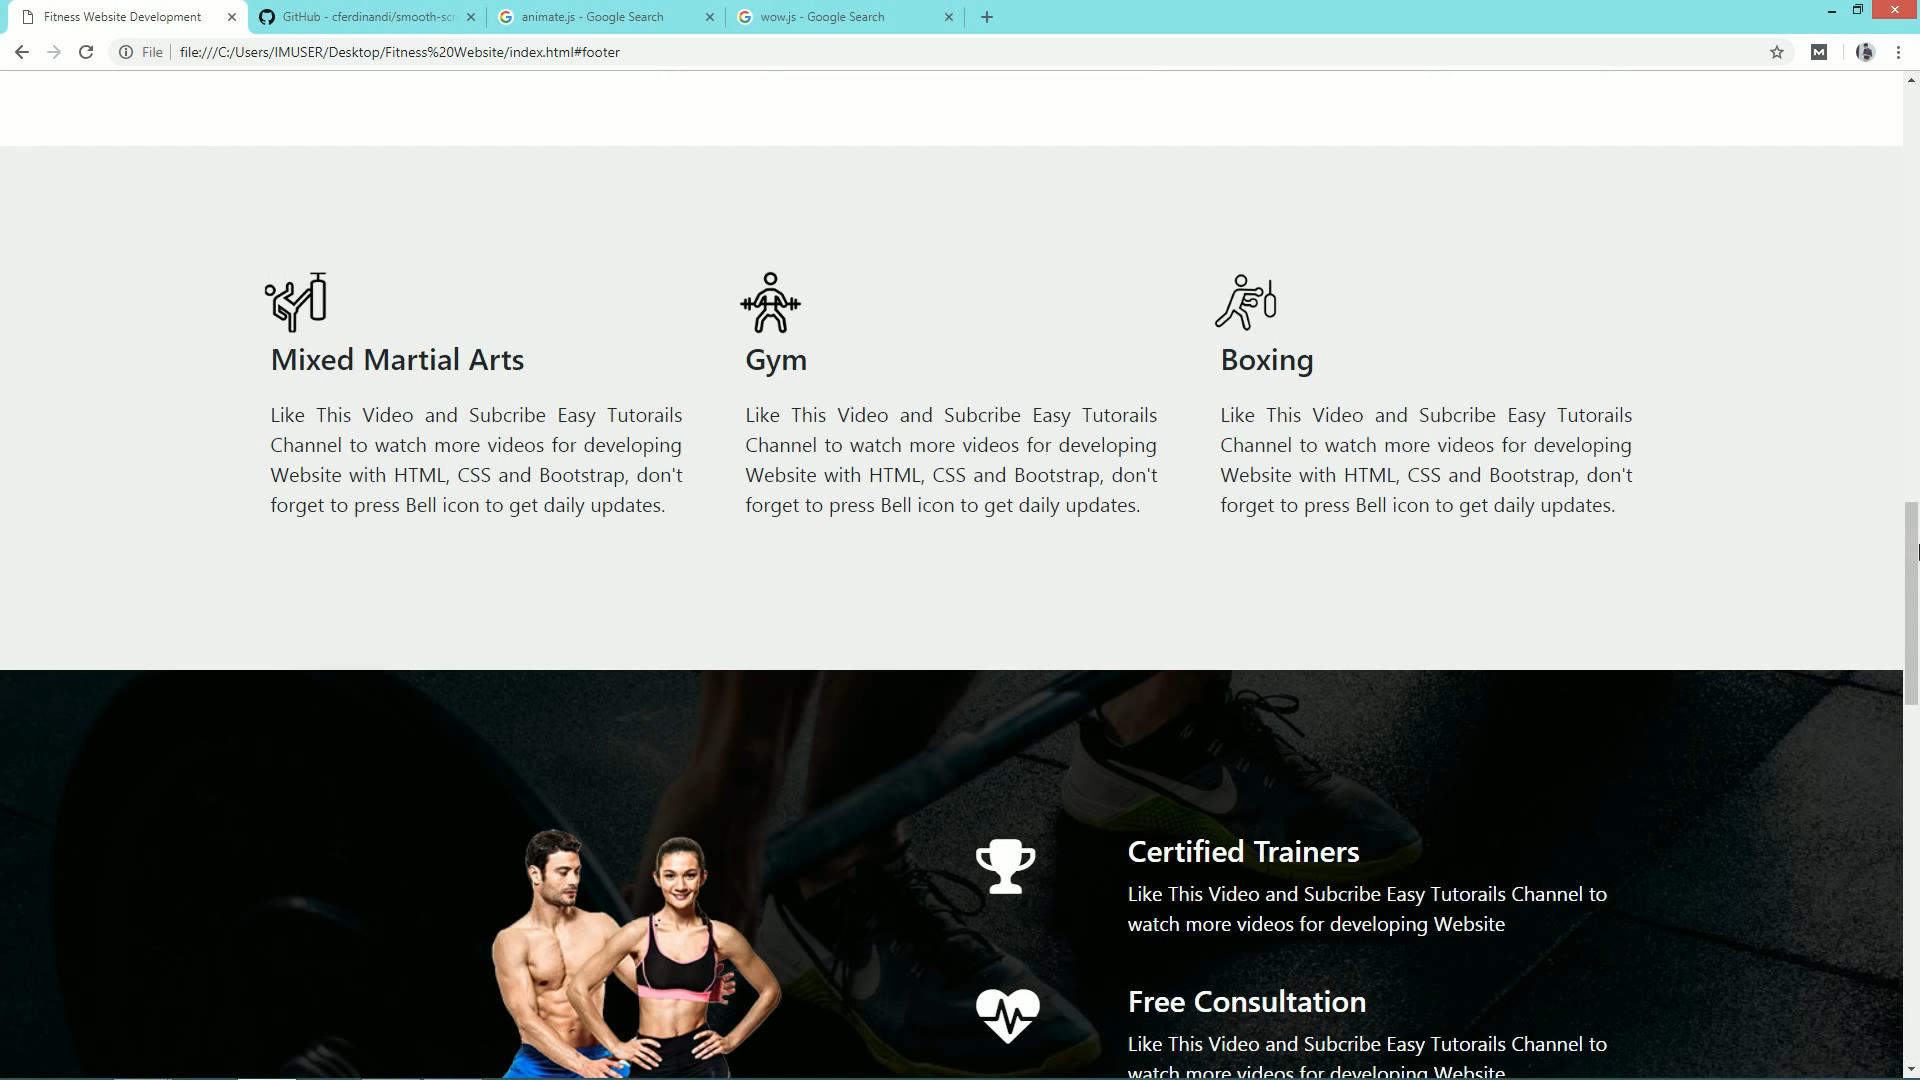 Fitness Website Development
GitHub - cferdinandi/smooth-scr
animate.js - Google Search
wow.js - Google Search
File
file:///C:/Users/IMUSER/Desktop/Fitness%20Website/index.html#footer
Mixed Martial Arts
Like This Video and Subcribe Easy Tutorails
Channel to watch more videos for developing
Website with HTML, CSS and Bootstrap, don't
forget to press Bell icon to get daily updates.
Gym
Like This Video and Subcribe Easy Tutorails
Channel to watch more videos for developing
Website with HTML, CSS and Bootstrap, don't
forget to press Bell icon to get daily updates.
Boxing
Like This Video and Subcribe Easy Tutorails
Channel to watch more videos for developing
Website with HTML, CSS and Bootstrap, don't
forget to press Bell icon to get daily updates.
Certified Trainers
Like This Video and Subcribe Easy Tutorails Channel to
watch more videos for developing Website
Free Consultation
Like This Video and Subcribe Easy Tutorails Channel to
watch more videos for developing Website